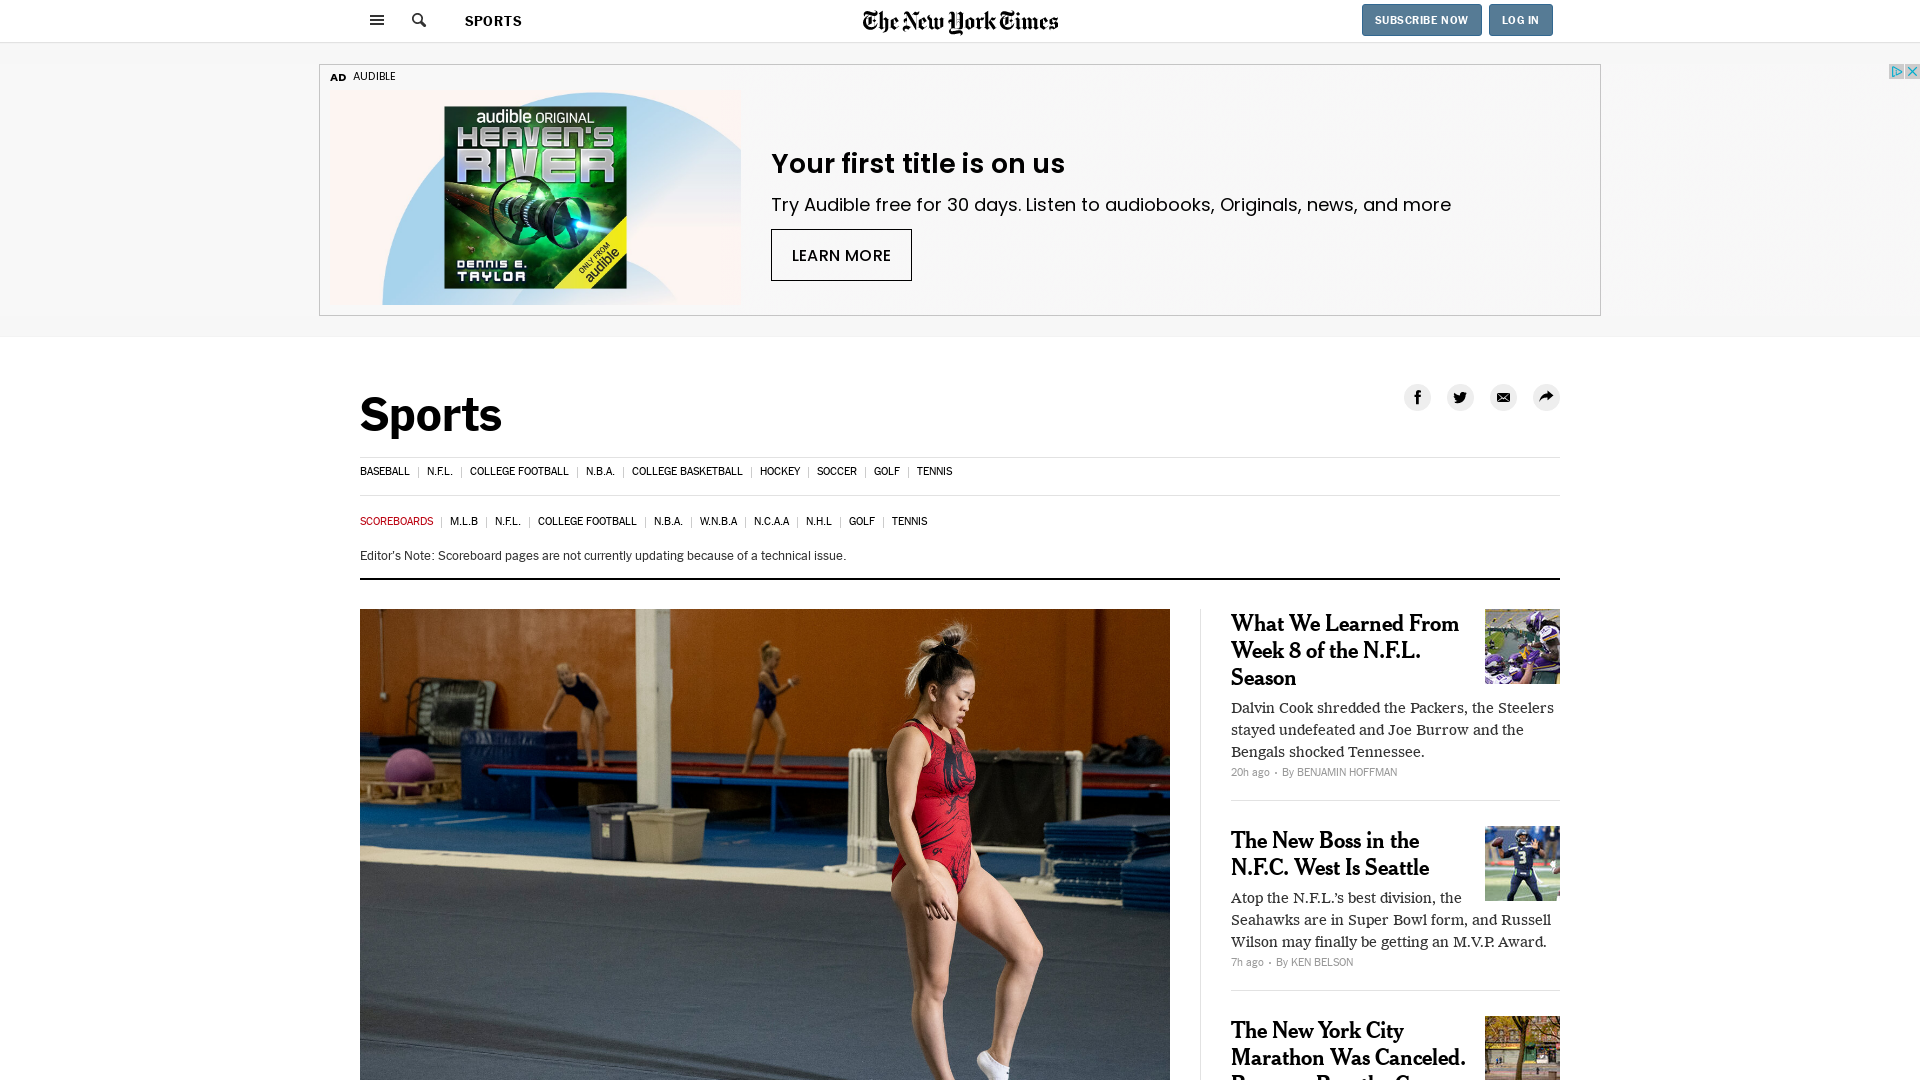 SPORTS
The New York Times
SUBSCRIBE NOW
LOG IN
AD AUDIBLE
audible ORIGINAL
HEAVEN'S
RIVER
DENNIS E.
TAYLOR
ONLY FROM
audible
Your first title is on us
Try Audible free for 30 days. Listen to audiobooks, Originals, news, and more
LEARN MORE
Sports
BASEBALL
N.F.L.
COLLEGE FOOTBALL
N.B.A.
COLLEGE BASKETBALL
HOCKEY
SOCCER
GOLF
TENNIS
SCOREBOARDS
M.L.B
N.F.L.
COLLEGE FOOTBALL
N.B.A.
W.N.B.A
N.C.A.A
N.H.L
GOLF
TENNIS
Editor's Note: Scoreboard pages are not currently updating because of a technical issue.
What We Learned From
Week 8 of the N.F.L.
Season
Dalvin Cook shredded the Packers, the Steelers
stayed undefeated and Joe Burrow and the
Bengals shocked Tennessee.
20h ago • By BENJAMIN HOFFMAN
The New Boss in the
N.F.C. West Is Seattle
Atop the N.F.L.’s best division, the
Seahawks are in Super Bowl form, and Russell
Wilson may finally be getting an M.V.P. Award.
7h ago • By KEN BELSON
The New York City
Marathon Was Canceled.